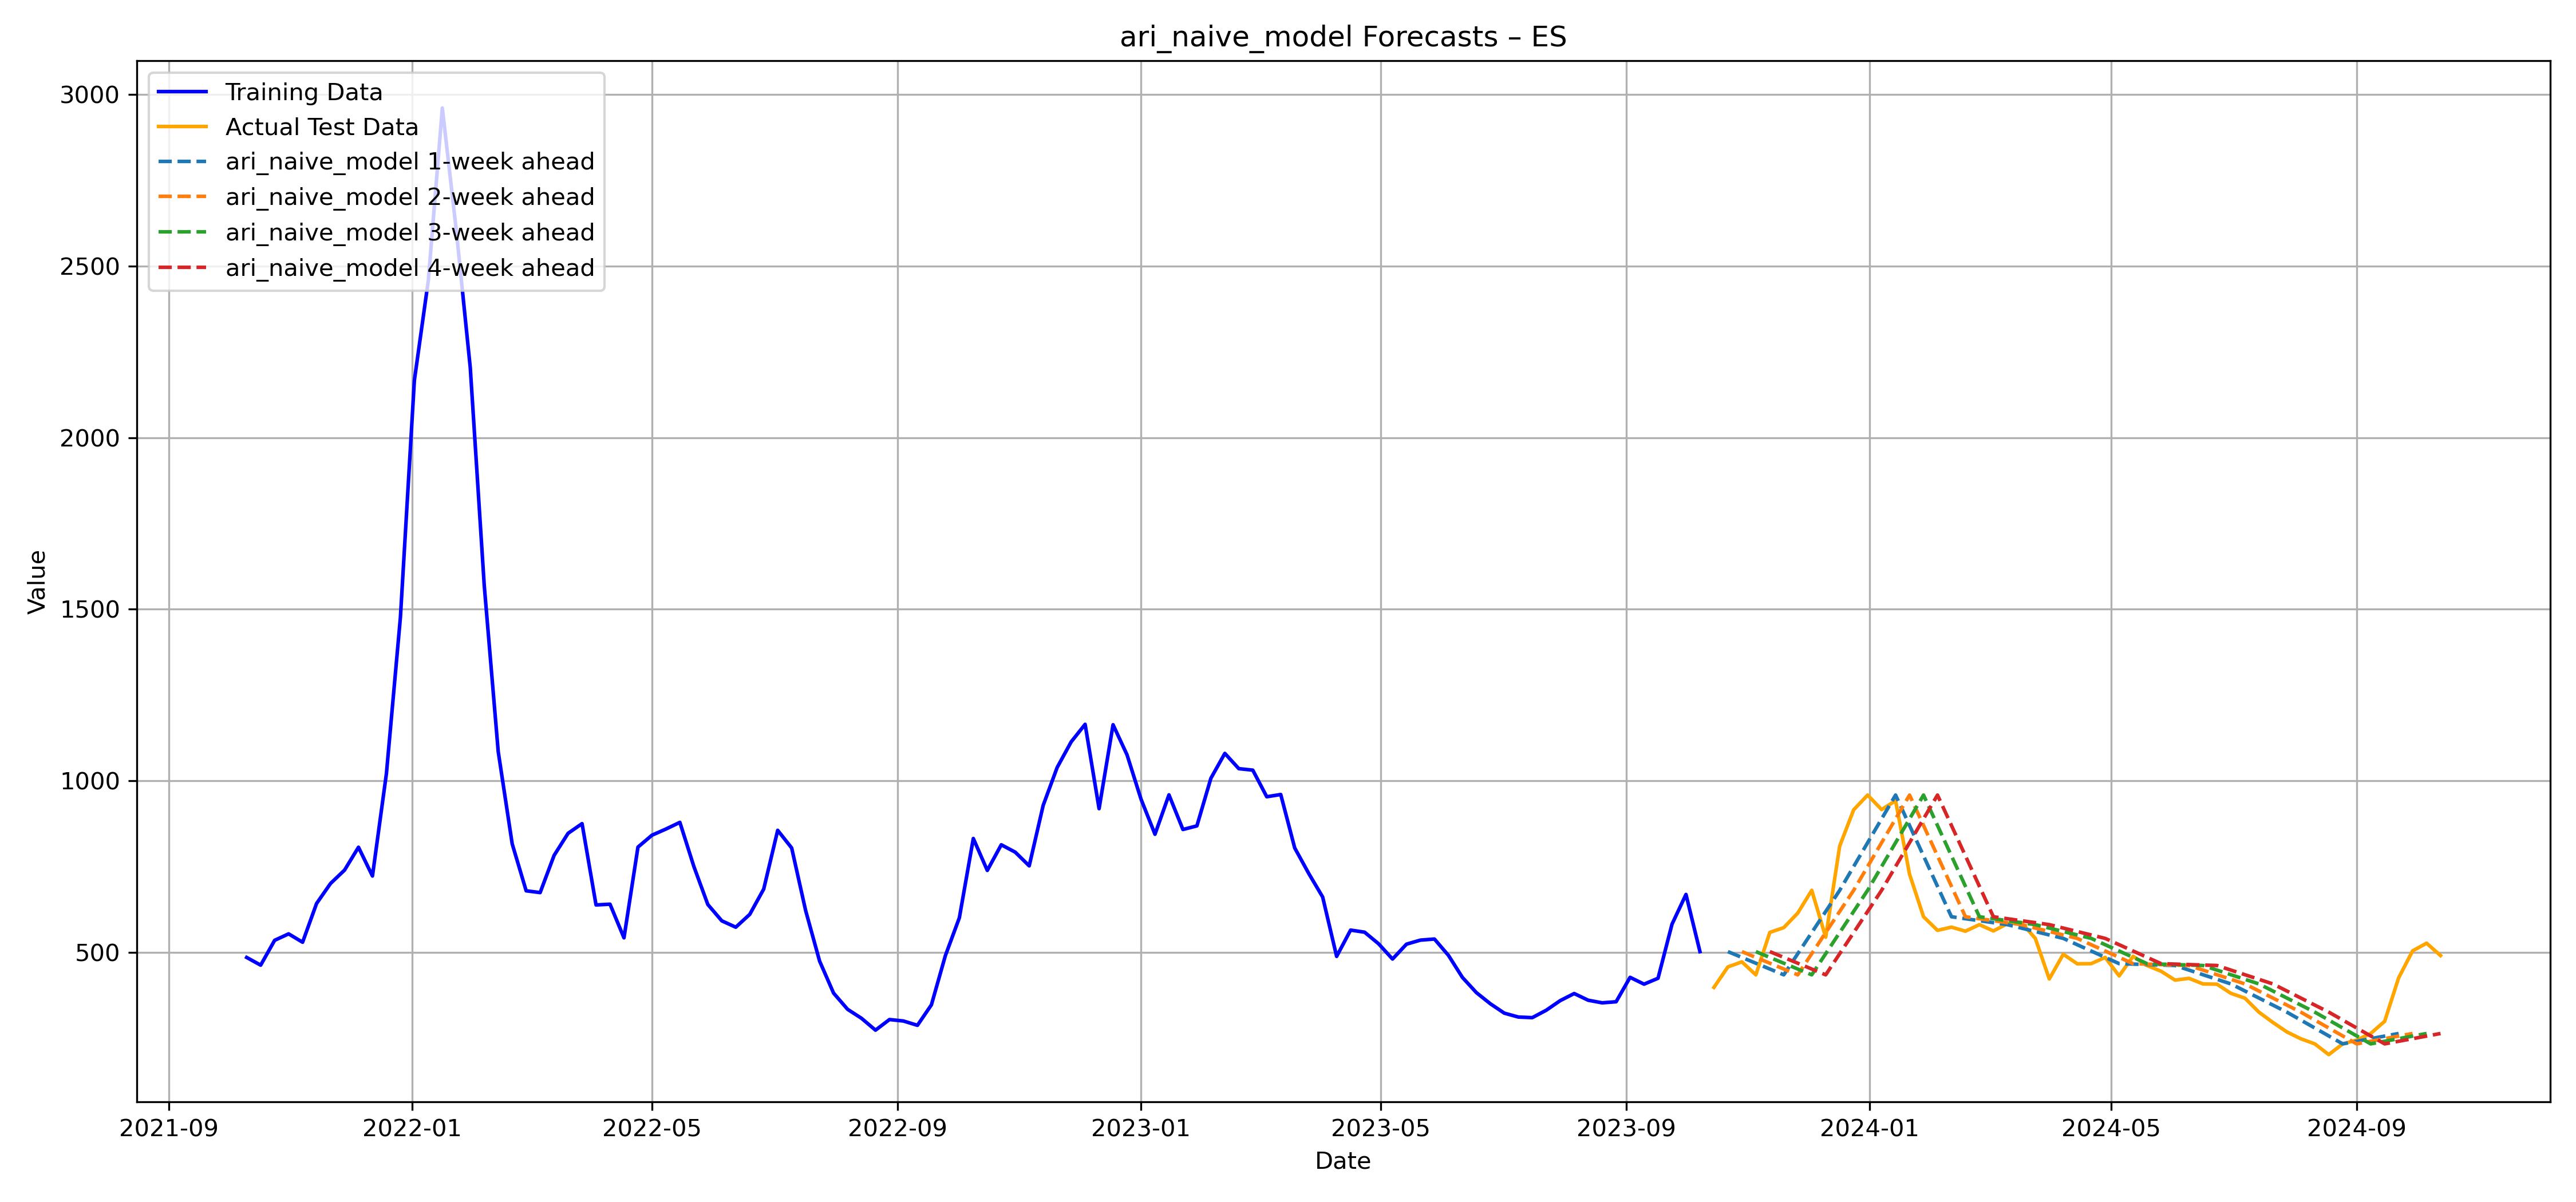 ari_naive_model Forecasts – ES
Training Data
Actual Test Data
ari_naive_model 1-week ahead
ari_naive_model 2-week ahead
ari_naive_model 3-week ahead
ari_naive_model 4-week ahead
3000
2500
2000
1500
1000
500
Value
2021-09
2022-01
2022-05
2022-09
2023-01
2023-05
2023-09
2024-01
2024-05
2024-09
Date